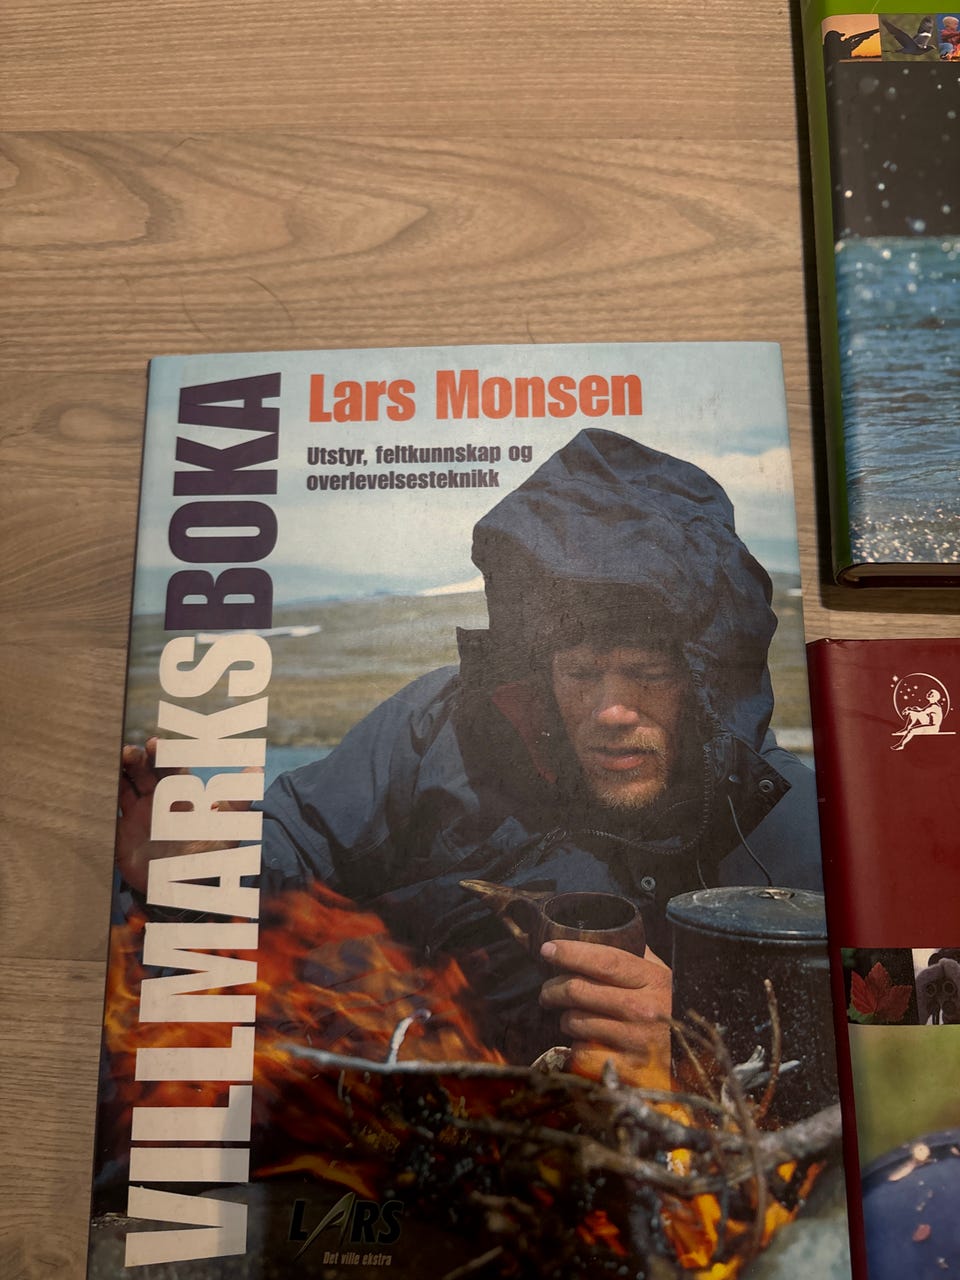 VILLMARKSBOKA
Lars Monsen
Utstyr, feltkunnskap og
overlevelsesteknikk
LARS
Det ville ekstra